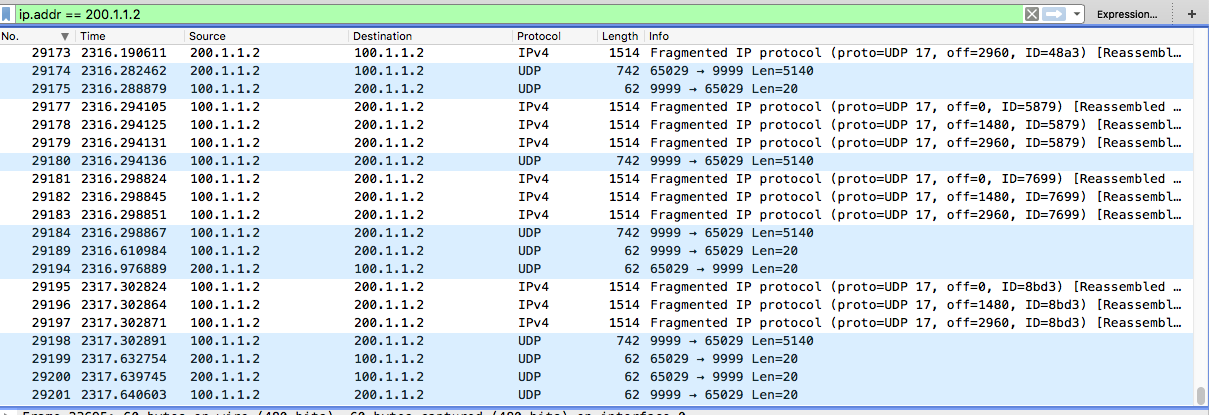 ip.addr == 200.1.1.2 Expression... +
No. Time Source Destination Protocol Length Info
29173 2316.190611 200.1.1.2 100.1.1.2 IPv4 1514 Fragmented IP protocol (proto=UDP 17, off=2960, ID=48a3) [Reassembl…
29174 2316.282462 200.1.1.2 100.1.1.2 UDP 742 65029 → 9999 Len=5140
29175 2316.288879 100.1.1.2 200.1.1.2 UDP 62 9999 → 65029 Len=20
29177 2316.294105 100.1.1.2 200.1.1.2 IPv4 1514 Fragmented IP protocol (proto=UDP 17, off=0, ID=5879) [Reassembled …
29178 2316.294125 100.1.1.2 200.1.1.2 IPv4 1514 Fragmented IP protocol (proto=UDP 17, off=1480, ID=5879) [Reassembl…
29179 2316.294131 100.1.1.2 200.1.1.2 IPv4 1514 Fragmented IP protocol (proto=UDP 17, off=2960, ID=5879) [Reassembl…
29180 2316.294136 100.1.1.2 200.1.1.2 UDP 742 9999 → 65029 Len=5140
29181 2316.298824 100.1.1.2 200.1.1.2 IPv4 1514 Fragmented IP protocol (proto=UDP 17, off=0, ID=7699) [Reassembled …
29182 2316.298845 100.1.1.2 200.1.1.2 IPv4 1514 Fragmented IP protocol (proto=UDP 17, off=1480, ID=7699) [Reassembl…
29183 2316.298851 100.1.1.2 200.1.1.2 IPv4 1514 Fragmented IP protocol (proto=UDP 17, off=2960, ID=7699) [Reassembl…
29184 2316.298867 100.1.1.2 200.1.1.2 UDP 742 9999 → 65029 Len=5140
29189 2316.610984 100.1.1.2 200.1.1.2 UDP 62 9999 → 65029 Len=20
29194 2316.976889 200.1.1.2 100.1.1.2 UDP 62 65029 → 9999 Len=20
29195 2317.302824 100.1.1.2 200.1.1.2 IPv4 1514 Fragmented IP protocol (proto=UDP 17, off=0, ID=8bd3) [Reassembled …
29196 2317.302864 100.1.1.2 200.1.1.2 IPv4 1514 Fragmented IP protocol (proto=UDP 17, off=1480, ID=8bd3) [Reassembl…
29197 2317.302871 100.1.1.2 200.1.1.2 IPv4 1514 Fragmented IP protocol (proto=UDP 17, off=2960, ID=8bd3) [Reassembl…
29198 2317.302891 100.1.1.2 200.1.1.2 UDP 742 9999 → 65029 Len=5140
29199 2317.632754 200.1.1.2 100.1.1.2 UDP 62 65029 → 9999 Len=20
29200 2317.639745 200.1.1.2 100.1.1.2 UDP 62 65029 → 9999 Len=20
29201 2317.640603 200.1.1.2 100.1.1.2 UDP 62 65029 → 9999 Len=20